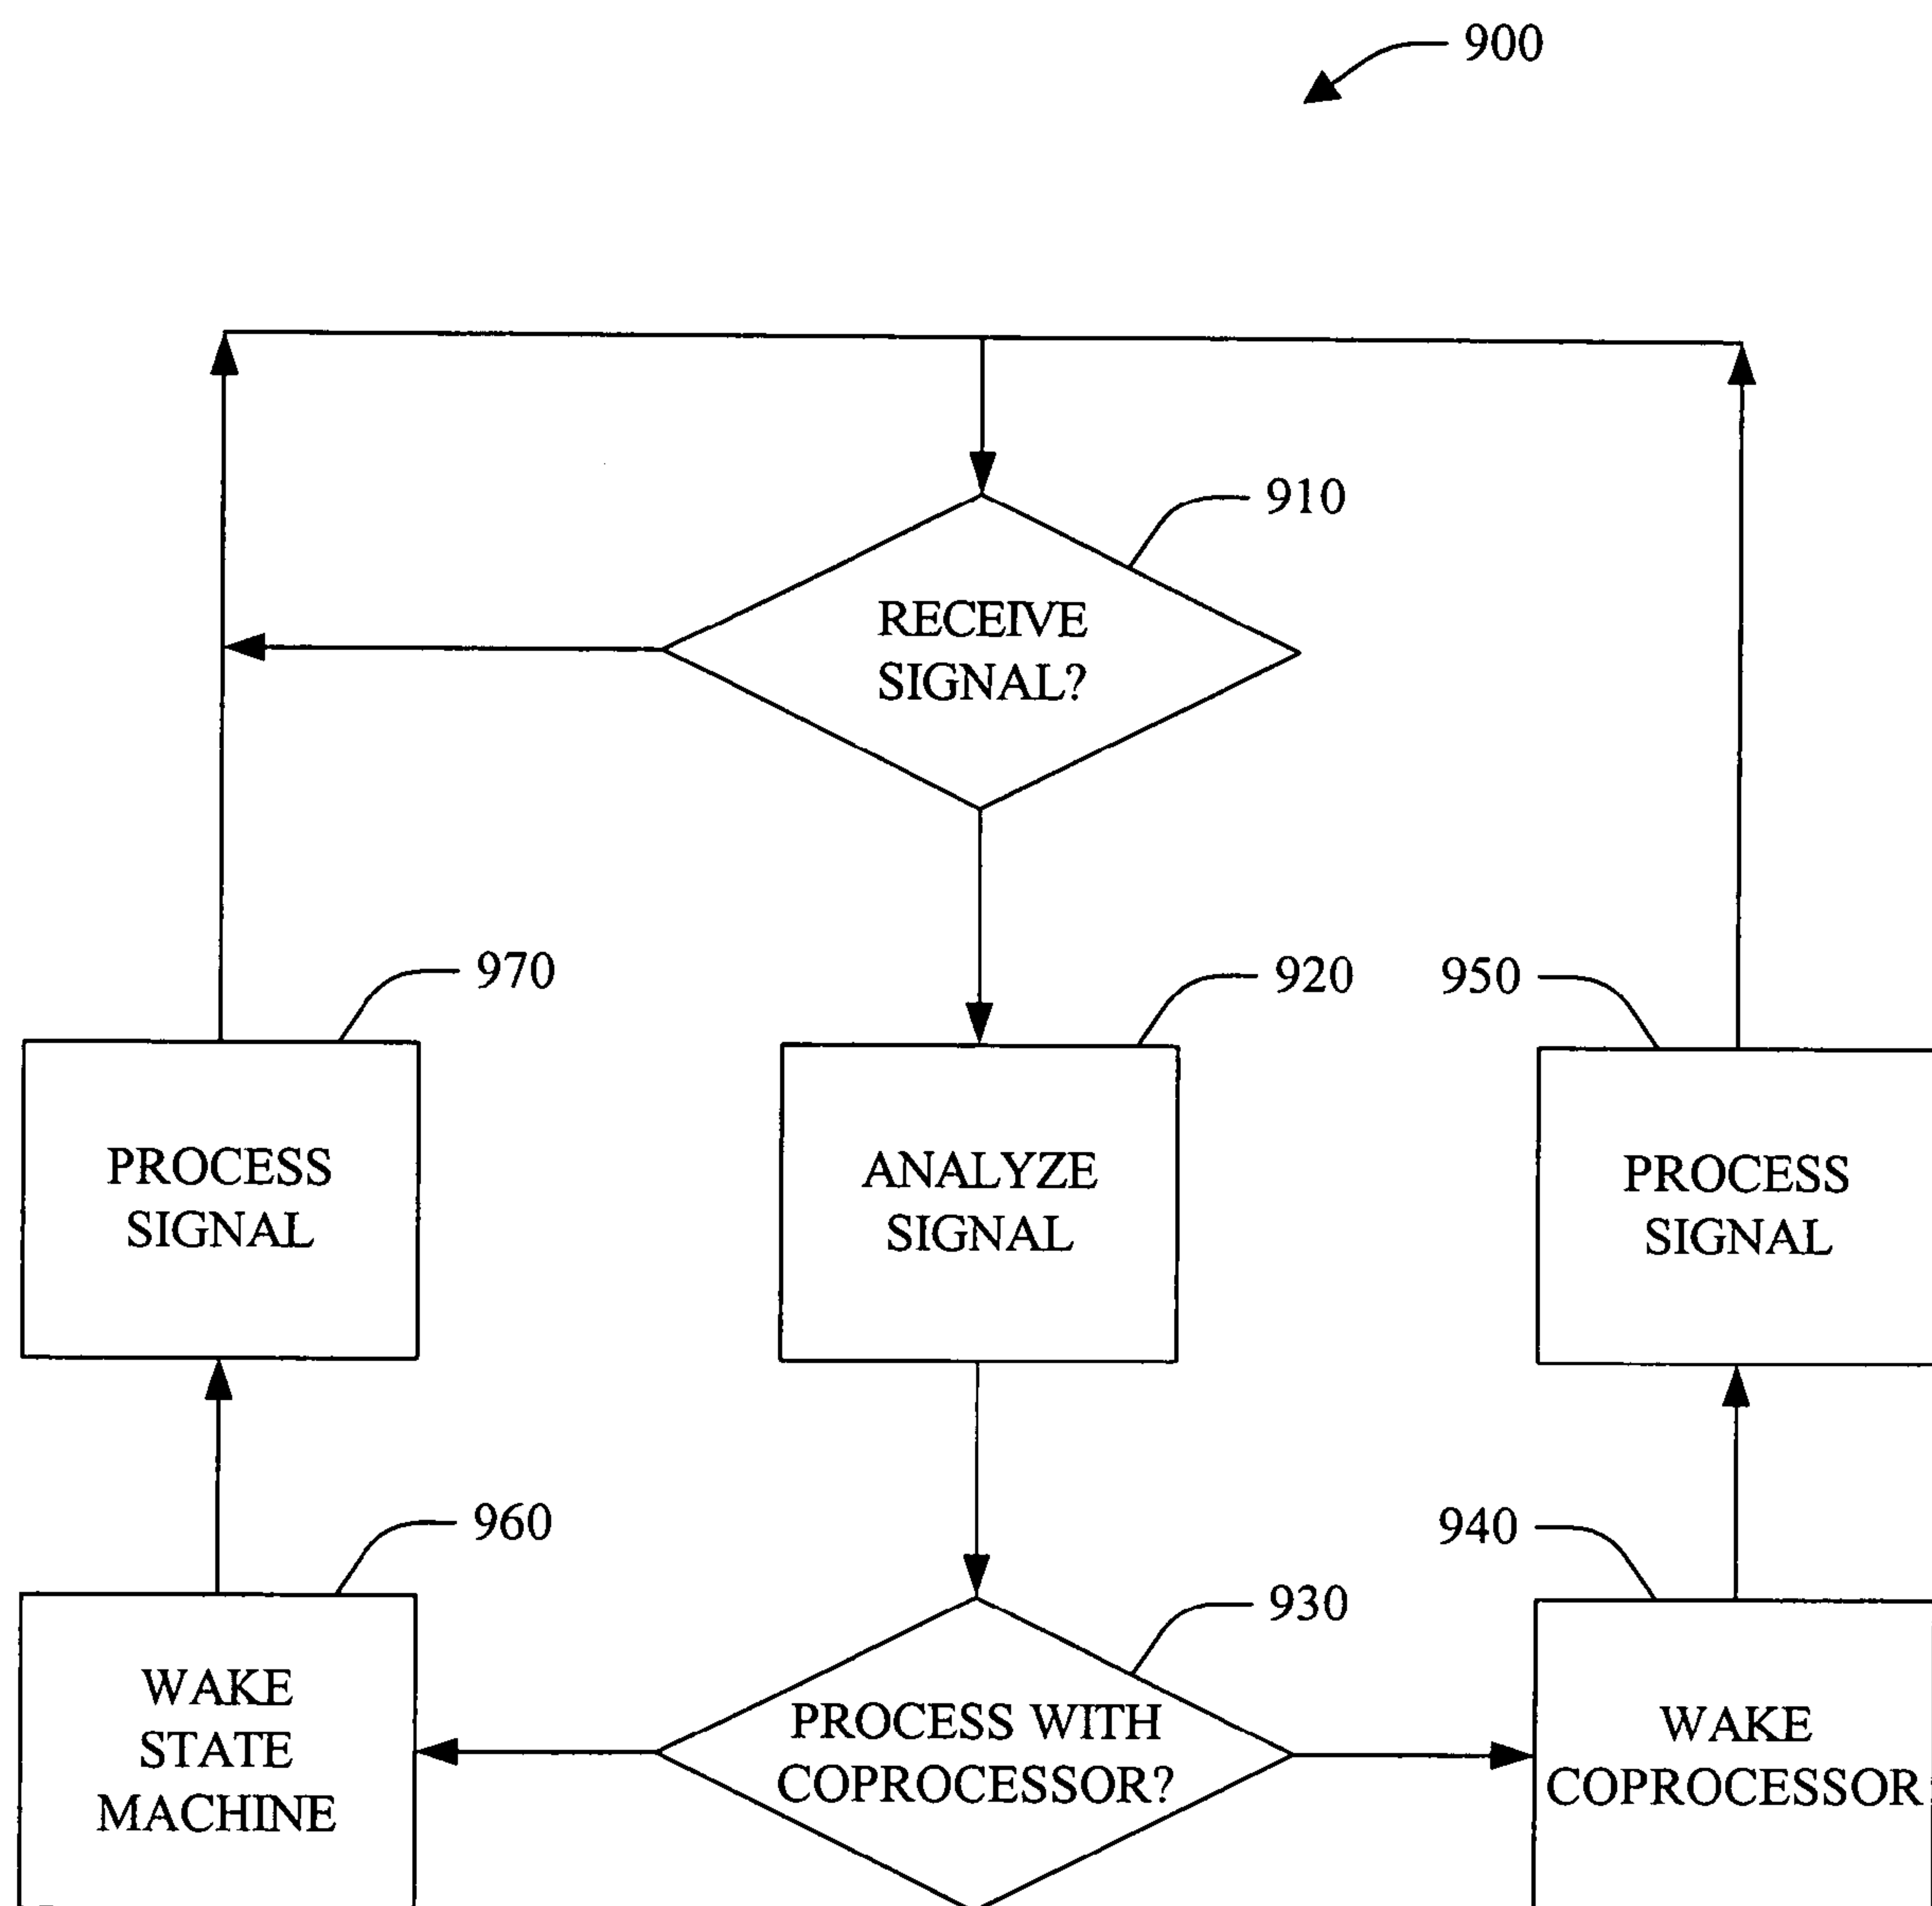 900
910
RECEIVE
SIGNAL?
970
920
950
PROCESS
SIGNAL
ANALYZE
SIGNAL
PROCESS
SIGNAL
960
940
930
WAKE
STATE
MACHINE
PROCESS WITH
COPROCESSOR?
WAKE
COPROCESSOR